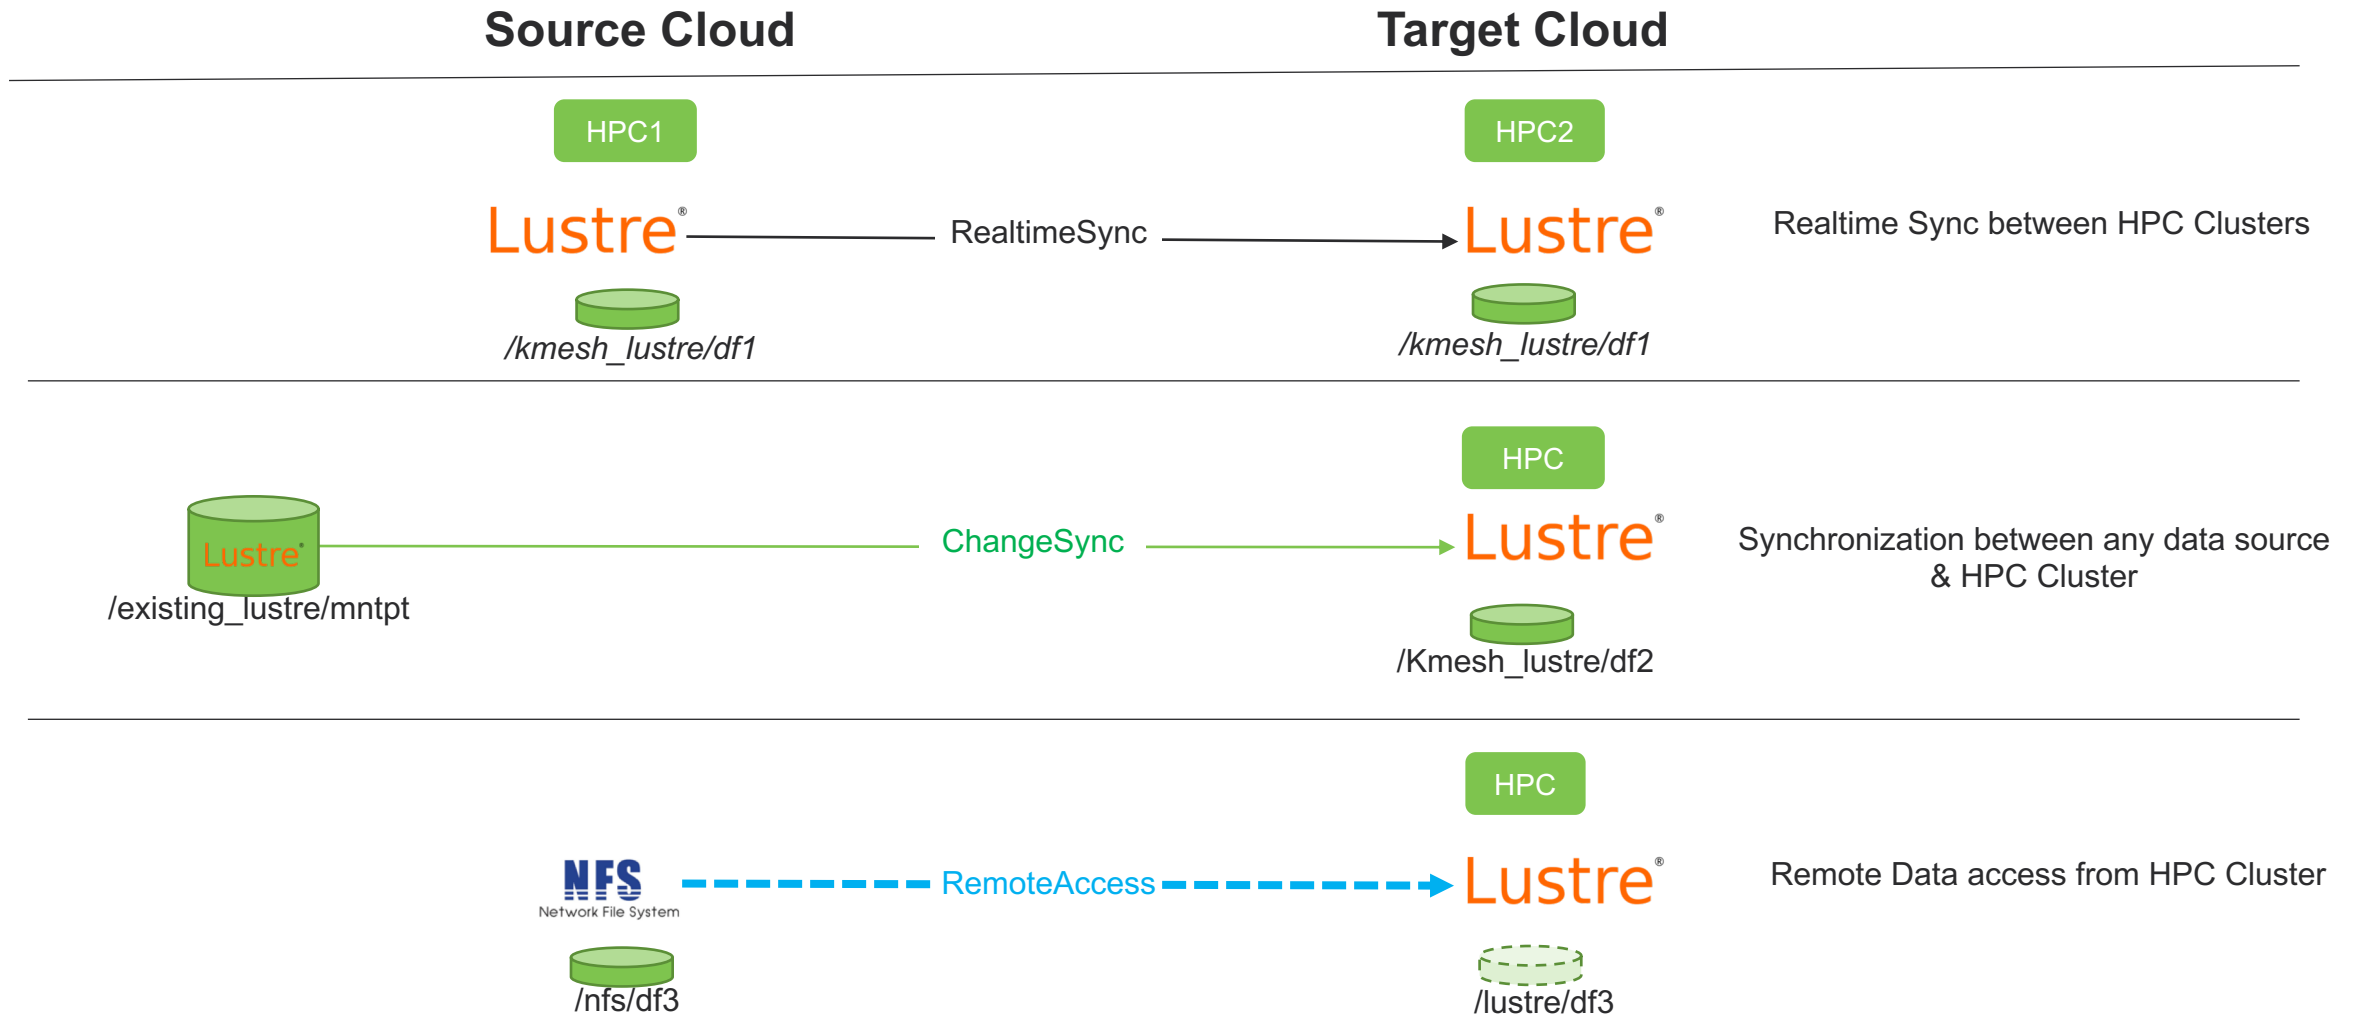 Source Cloud
Target Cloud
HPC1
HPC2
Lustre®
RealtimeSync
Lustre®
Realtime Sync between HPC Clusters
/kmesh_lustre/df1
/kmesh_lustre/df1
HPC
Lustre®
ChangeSync
Lustre®
Synchronization between any data source
& HPC Cluster
/existing_lustre/mntpt
/Kmesh_lustre/df2
HPC
NFS
Network File System
RemoteAccess
Lustre®
Remote Data access from HPC Cluster
/nfs/df3
/lustre/df3